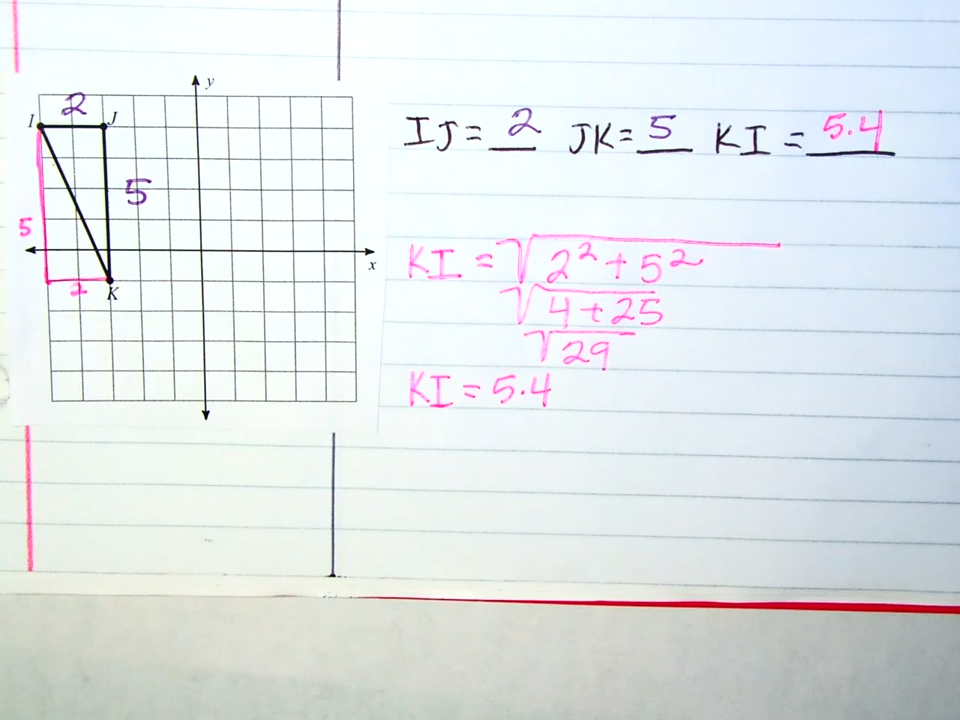 y
2
I J
IJ = 2 JK = 5 KI = 5.4
5
5
x
2 K
KI = √2² + 5²
√4 + 25
√29
KI = 5.4